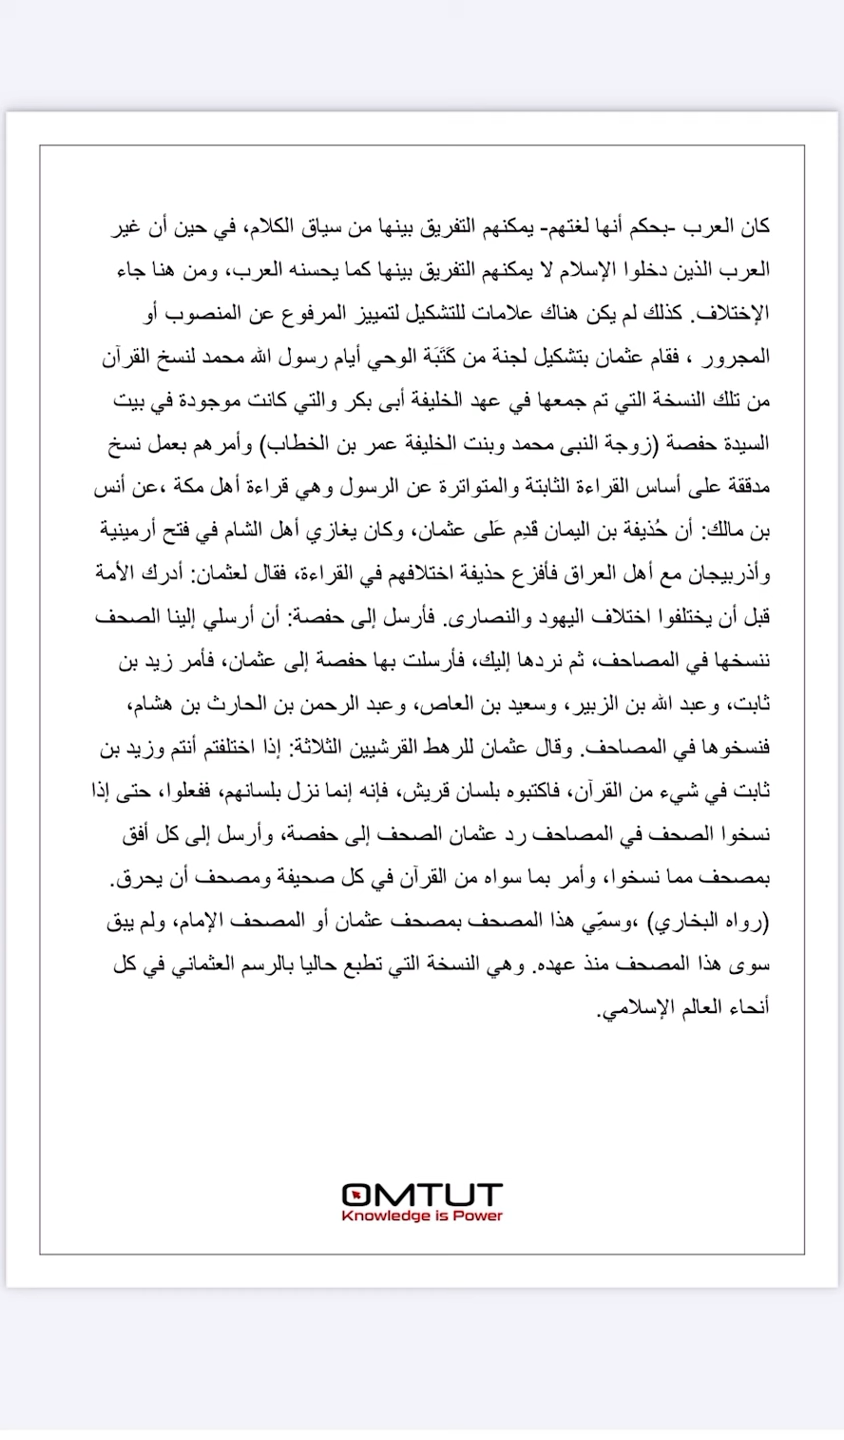 كان العرب -بحكم أنها لغتهم- يمكنهم التفريق بينها من سياق الكلام، في حين أن غير
العرب الذين دخلوا الإسلام لا يمكنهم التفريق بينها كما يحسنه العرب، ومن هنا جاء
الإختلاف. كذلك لم يكن هناك علامات للتشكيل لتمييز المرفوع عن المنصوب أو
المجرور ، فقام عثمان بتشكيل لجنة من كَتَبَة الوحي أيام رسول الله محمد لنسخ القرآن
من تلك النسخة التي تم جمعها في عهد الخليفة أبى بكر والتي كانت موجودة في بيت
السيدة حفصة (زوجة النبى محمد وبنت الخليفة عمر بن الخطاب) وأمرهم بعمل نسخ
مدققة على أساس القراءة الثابتة والمتواترة عن الرسول وهي قراءة أهل مكة ،عن أنس
بن مالك: أن حُذيفة بن اليمان قدِم عَلى عثمان، وكان يغازي أهل الشام في فتح أرمينية
وأذربيجان مع أهل العراق فأفزع حذيفة اختلافهم في القراءة، فقال لعثمان: أدرك الأمة
قبل أن يختلفوا اختلاف اليهود والنصارى. فأرسل إلى حفصة: أن أرسلي إلينا الصحف
ننسخها في المصاحف، ثم نردها إليك، فأرسلت بها حفصة إلى عثمان، فأمر زيد بن
ثابت، وعبد الله بن الزبير، وسعيد بن العاص، وعبد الرحمن بن الحارث بن هشام،
فنسخوها في المصاحف. وقال عثمان للرهط القرشيين الثلاثة: إذا اختلفتم أنتم وزيد بن
ثابت في شيء من القرآن، فاكتبوه بلسان قريش، فإنه إنما نزل بلسانهم، ففعلوا، حتى إذا
نسخوا الصحف في المصاحف رد عثمان الصحف إلى حفصة، وأرسل إلى كل أفق
بمصحف مما نسخوا، وأمر بما سواه من القرآن في كل صحيفة ومصحف أن يحرق.
(رواه البخاري) ،وسمِّي هذا المصحف بمصحف عثمان أو المصحف الإمام، ولم يبق
سوى هذا المصحف منذ عهده. وهي النسخة التي تطبع حاليا بالرسم العثماني في كل
أنحاء العالم الإسلامي.
OMTUT
Knowledge is Power